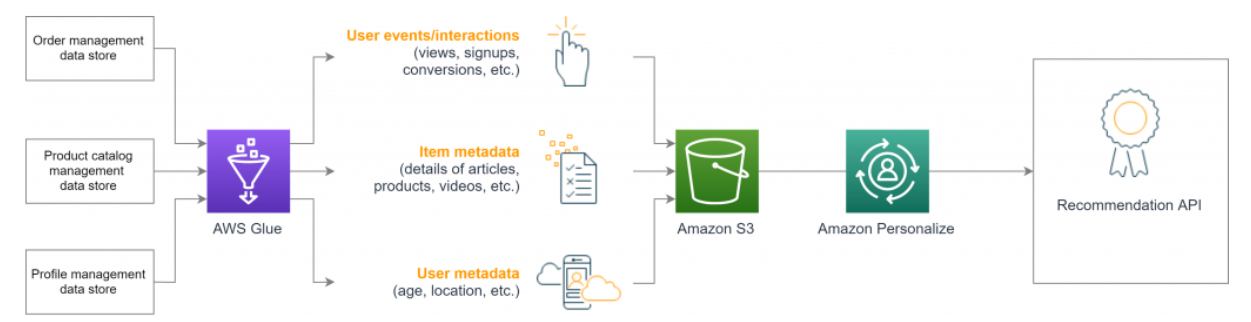 Order management
data store
Product catalog
management
data store
Profile management
data store
AWS Glue
User events/interactions
(views, signups,
conversions, etc.)
Item metadata
(details of articles,
products, videos, etc.)
User metadata
(age, location, etc.)
Amazon S3
Amazon Personalize
Recommendation API